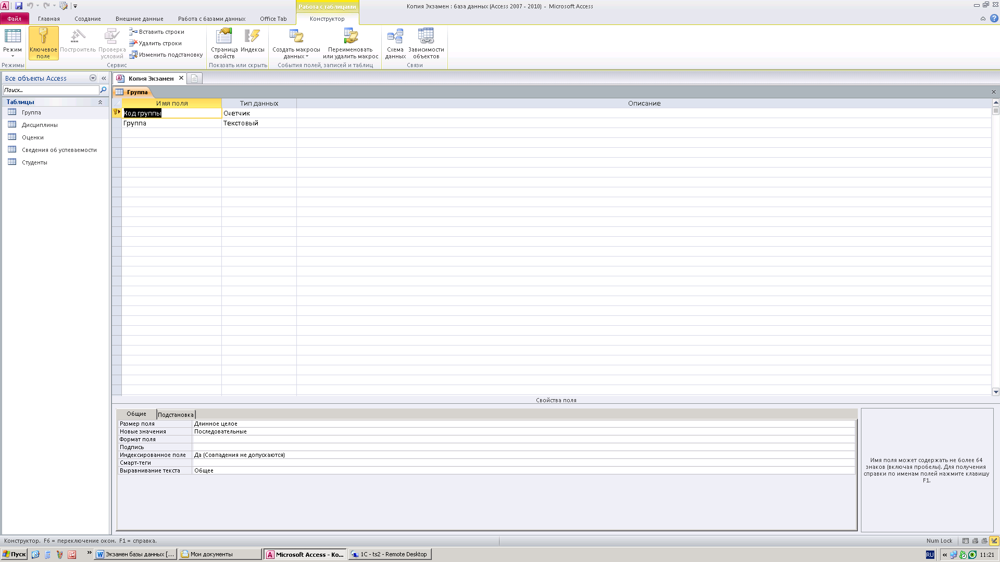 Работа с таблицами
Копия Экзамен : база данных (Access 2007 - 2010) - Microsoft Access
Файл
Главная
Создание
Внешние данные
Работа с базами данных
Office Tab
Конструктор
Режим
Ключевое поле
Построитель
Проверка условий
Вставить строки
Удалить строки
Изменить подстановку
Страница свойств
Индексы
Создать макросы данных
Переименовать или удалить макрос
Схема данных
Зависимости объектов
Режимы
Сервис
Показать или скрыть
События полей, записей и таблиц
Связи
Все объекты Access
Копия Экзамен
Поиск...
Таблицы
Группа
Дисциплины
Оценки
Сведения об успеваемости
Студенты
Группа
Имя поля
Тип данных
Описание
Код группы
Счетчик
Группа
Текстовый
Свойства поля
Общие
Подстановка
Размер поля
Длинное целое
Новые значения
Последовательные
Формат поля
Подпись
Индексированное поле
Да (Совпадения не допускаются)
Смарт-теги
Выравнивание текста
Общее
Имя поля может содержать не более 64
знаков (включая пробелы). Для получения
справки по именам полей нажмите клавишу
F1.
Конструктор. F6 = переключение окон. F1 = справка.
Num Lock
Пуск
Экзамен базы данных [...
Мои документы
Microsoft Access - Ко...
1C - ts2 - Remote Desktop
RU
11:21